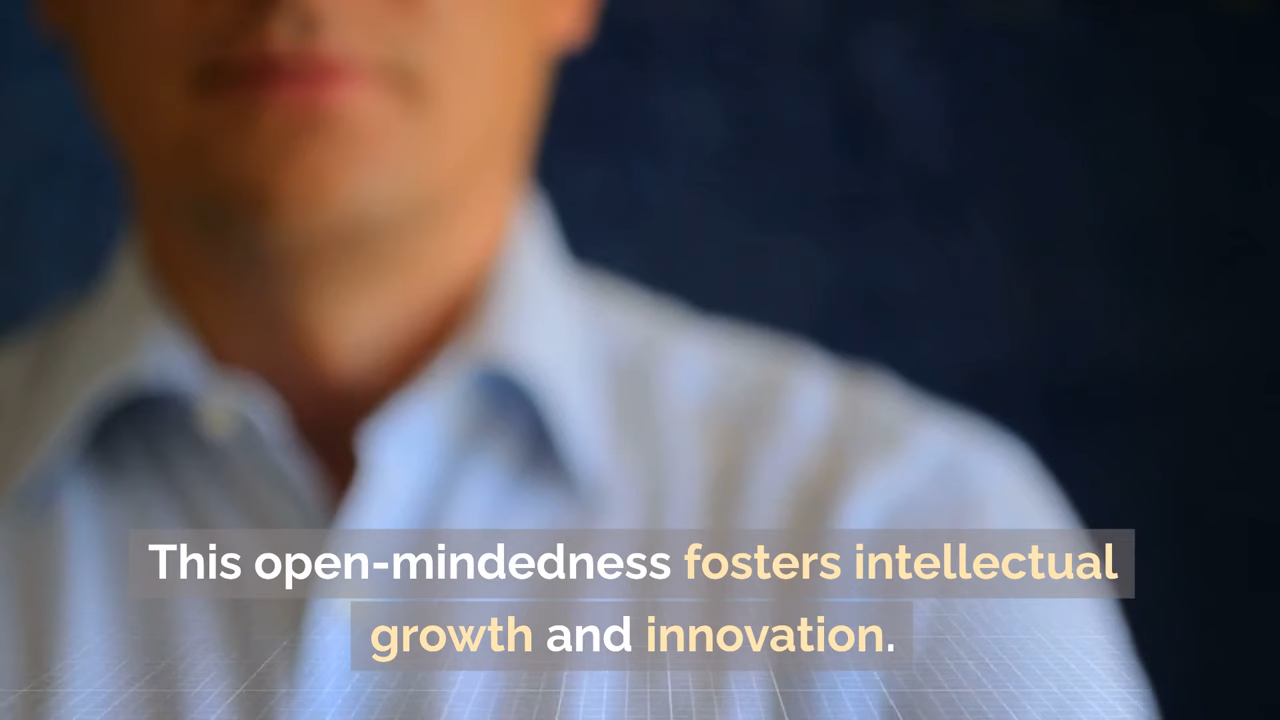 This open-mindedness fosters intellectual
growth and innovation.